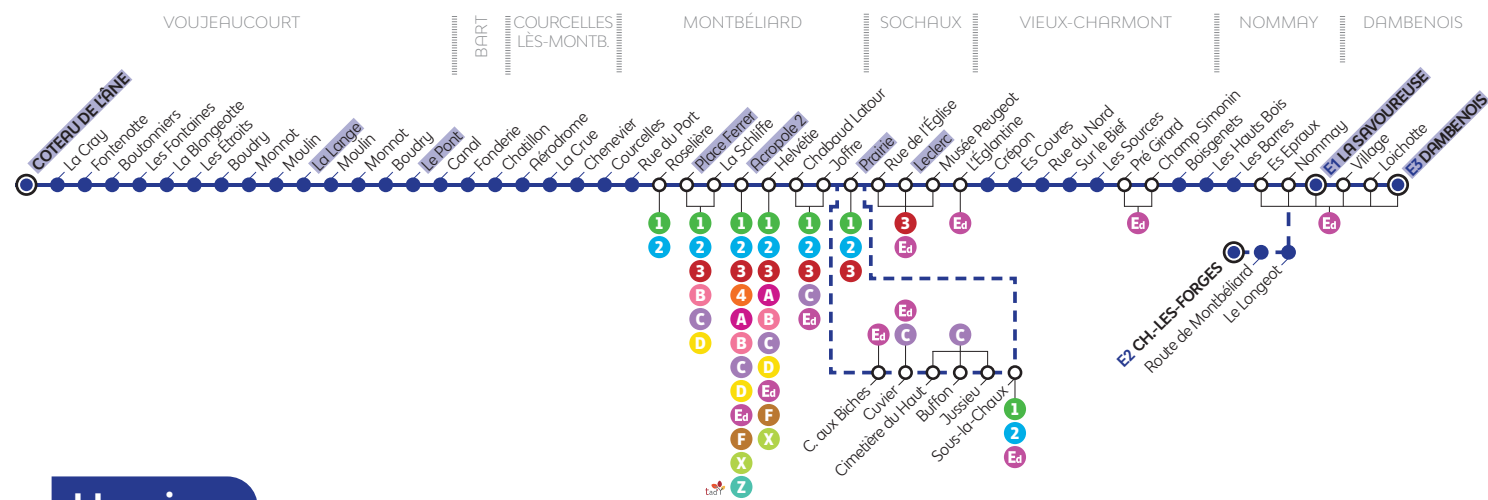 VOUJEAUCOURT
BART
COURCELLES
LÈS-MONTB.
MONTBÉLIARD
SOCHAUX
VIEUX-CHARMONT
NOMMAY
DAMBENOIS
COTEAU DE L'ÂNE
La Cray
Fontenotte
Boutonniers
Les Fontaines
La Blongeotte
Les Étroits
Boudry
Monnot
Moulin
La Lange
Moulin
Monnot
Boudry
Le Pont
Canal
Fonderie
Chatillon
Aérodrome
La Crue
Chenevier
Courcelles
Rue du Port
Roselière
Place Ferrer
La Schliffe
Acropole 2
Helvétie
Chabaud Latour
Joffre
Prairie
Rue de l'Église
Leclerc
Musée Peugeot
L'Églantine
Crépon
Es Coures
Rue du Nord
Sur le Bief
Les Sources
Pré Girard
Champ Simonin
Boisgenets
Les Hauts Bois
Les Borres
Es Epraux
Nommay
E1 LA SAVOUREUSE
Village
Loichotte
E3 DAMBENOIS
1
2
1
2
3
B
C
D
1
2
3
4
A
B
C
D
Ed
F
X
Z
tad
1
2
3
A
B
C
D
Ed
F
X
1
2
3
C
Ed
1
2
3
3
Ed
Ed
Ed
Ed
Ed
Ed
C
C
C. aux Biches
Cuvier
Cimetière du Haut
Buffon
Jussieu
Sous-la-Chaux
1
2
Ed
E2 CH.-LES-FORGES
Route de Montbéliard
Le Longeot